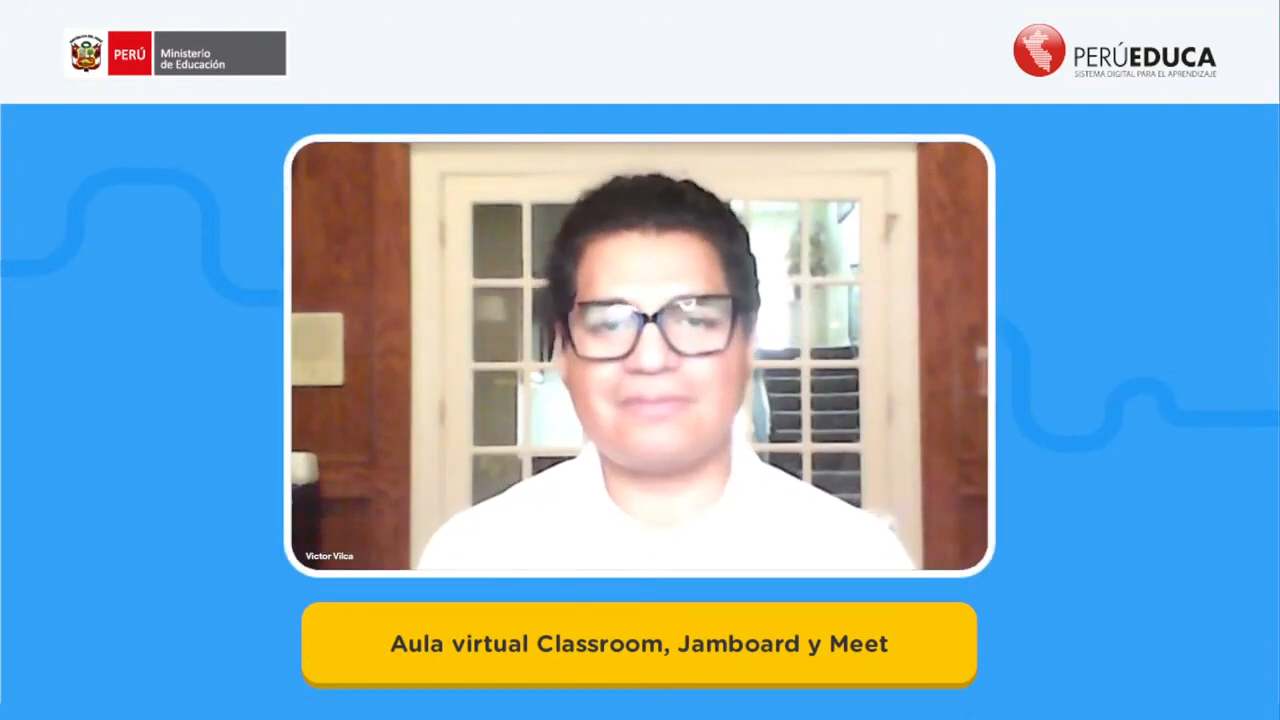 PERÚ
Ministerio
de Educación
PERÚEDUCA
SISTEMA DIGITAL PARA EL APRENDIZAJE
Victor Vilca
Aula virtual Classroom, Jamboard y Meet